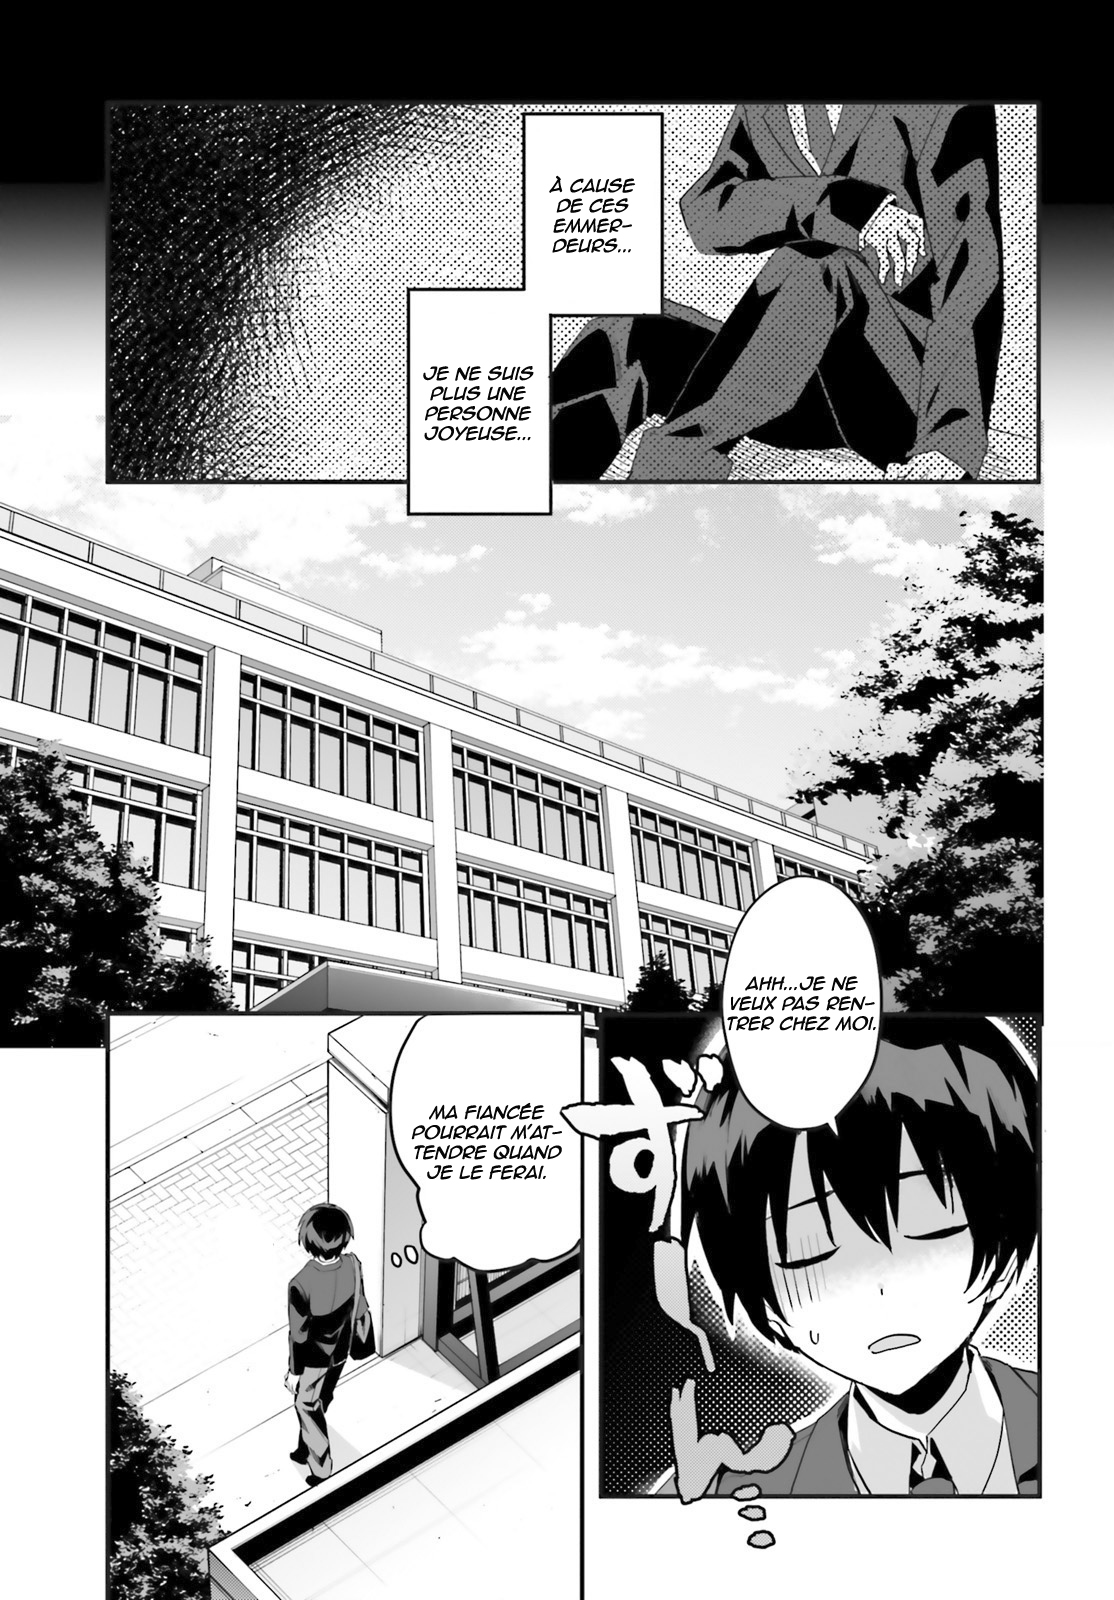 À CAUSE
DE CES
EMMER-
DEURS...
JE NE SUIS
PLUS UNE
PERSONNE
JOYEUSE...
AHH...JE NE
VEUX PAS REN-
TRER CHEZ MOI.
ず〜ん…
MA FIANCÉE
POURRAIT M'AT-
TENDRE QUAND
JE LE FERAI.